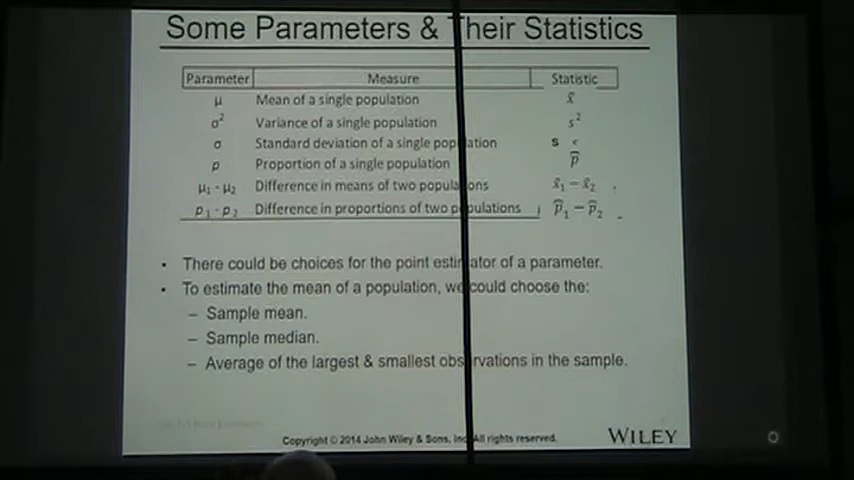 Some Parameters & Their Statistics
Parameter Measure Statistic
μ Mean of a single population x̄
σ² Variance of a single population s²
σ Standard deviation of a single population s
p Proportion of a single population p̂
μ₁ - μ₂ Difference in means of two populations x̄₁ − x̄₂
p₁ - p₂ Difference in proportions of two populations p̂₁ − p̂₂
• There could be choices for the point estimator of a parameter.
• To estimate the mean of a population, we could choose the:
– Sample mean.
– Sample median.
– Average of the largest & smallest observations in the sample.
Copyright © 2014 John Wiley & Sons, Inc. All rights reserved.
WILEY